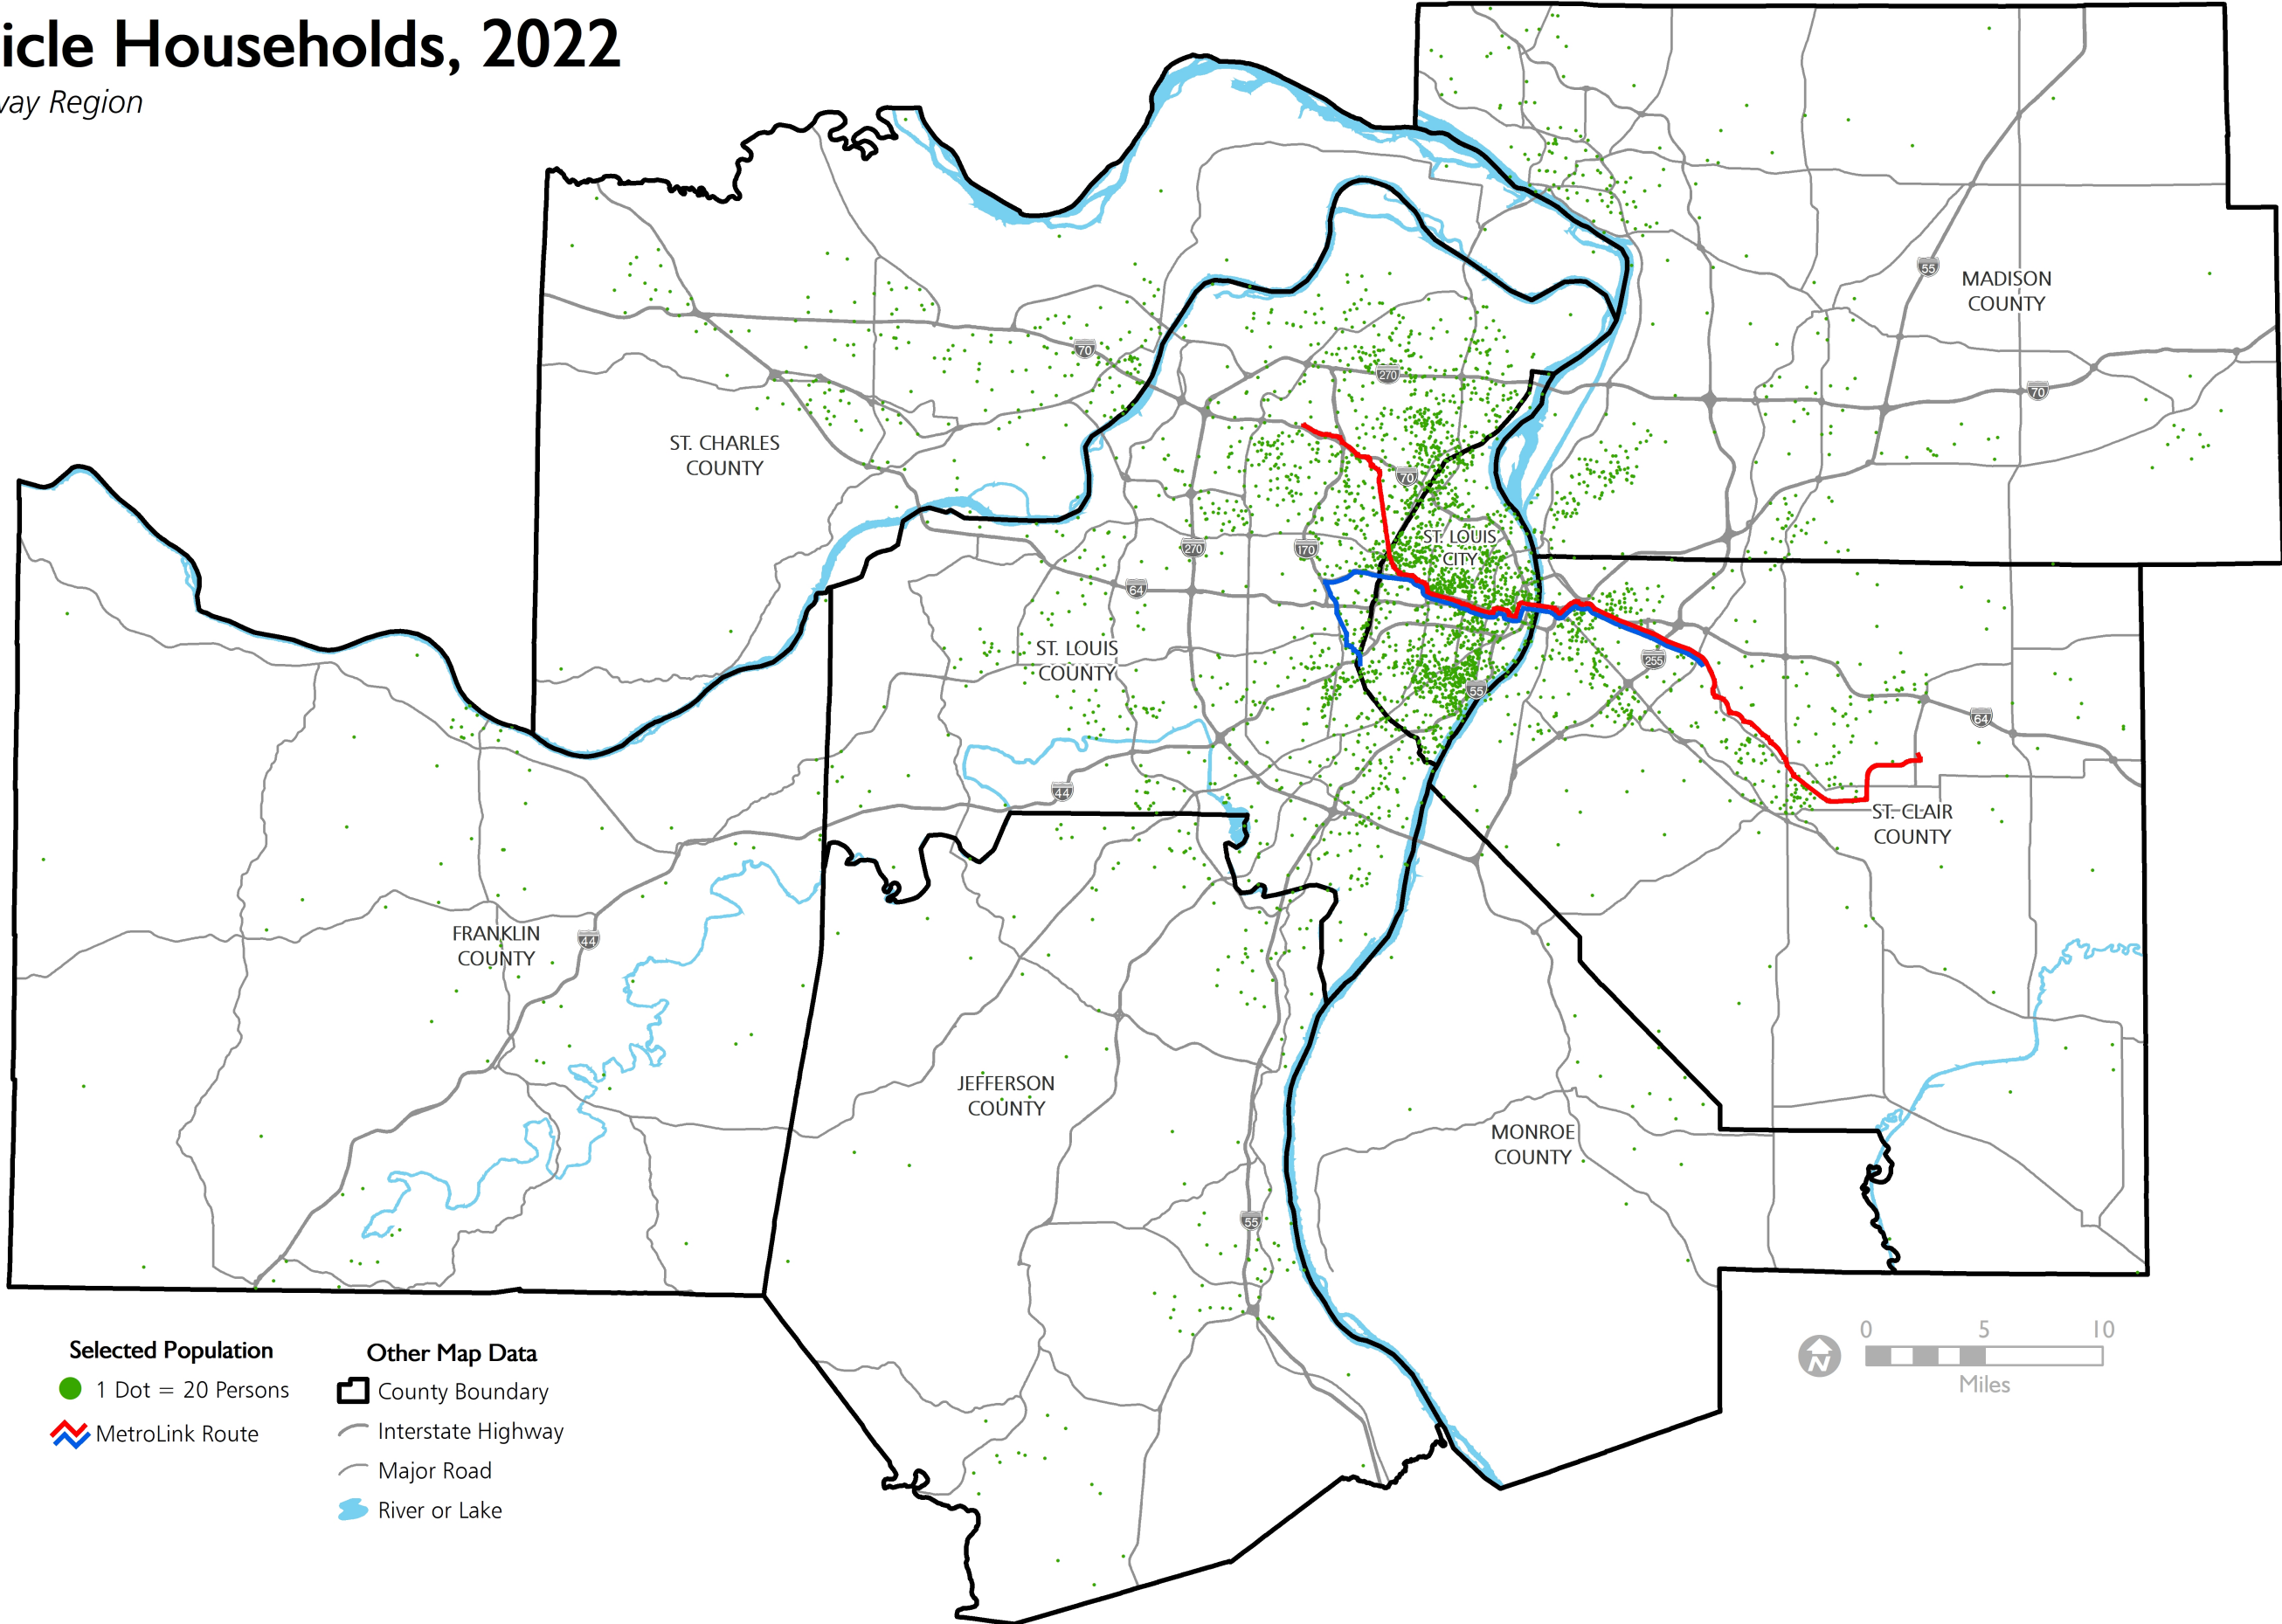 icle Households, 2022
way Region
MADISON
COUNTY
ST. CHARLES
COUNTY
ST. LOUIS
CITY
ST. LOUIS
COUNTY
ST. CLAIR
COUNTY
FRANKLIN
COUNTY
JEFFERSON
COUNTY
MONROE
COUNTY
55
70
270
70
70
270
170
64
255
55
64
44
44
55
Selected Population
1 Dot = 20 Persons
MetroLink Route
Other Map Data
County Boundary
Interstate Highway
Major Road
River or Lake
N
0 5 10
Miles